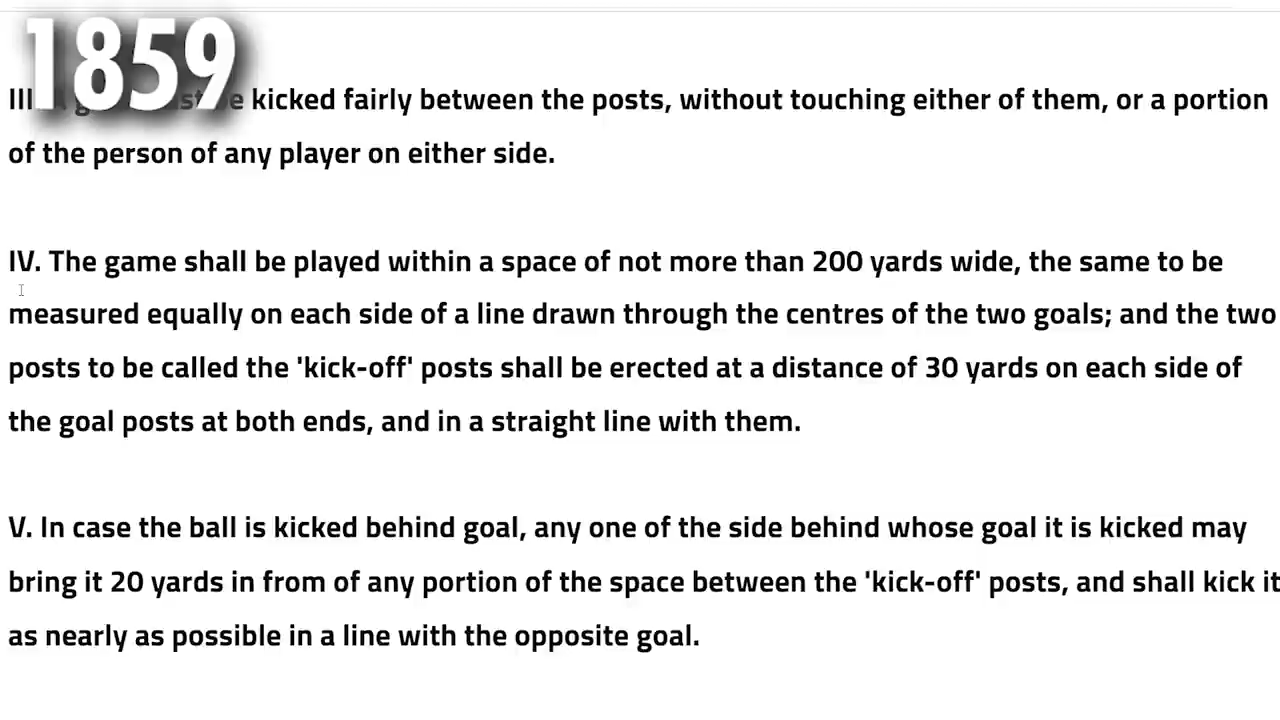 1859
III. kicked fairly between the posts, without touching either of them, or a portion
of the person of any player on either side.
IV. The game shall be played within a space of not more than 200 yards wide, the same to be
measured equally on each side of a line drawn through the centres of the two goals; and the two
posts to be called the 'kick-off' posts shall be erected at a distance of 30 yards on each side of
the goal posts at both ends, and in a straight line with them.
V. In case the ball is kicked behind goal, any one of the side behind whose goal it is kicked may
bring it 20 yards in from of any portion of the space between the 'kick-off' posts, and shall kick it
as nearly as possible in a line with the opposite goal.